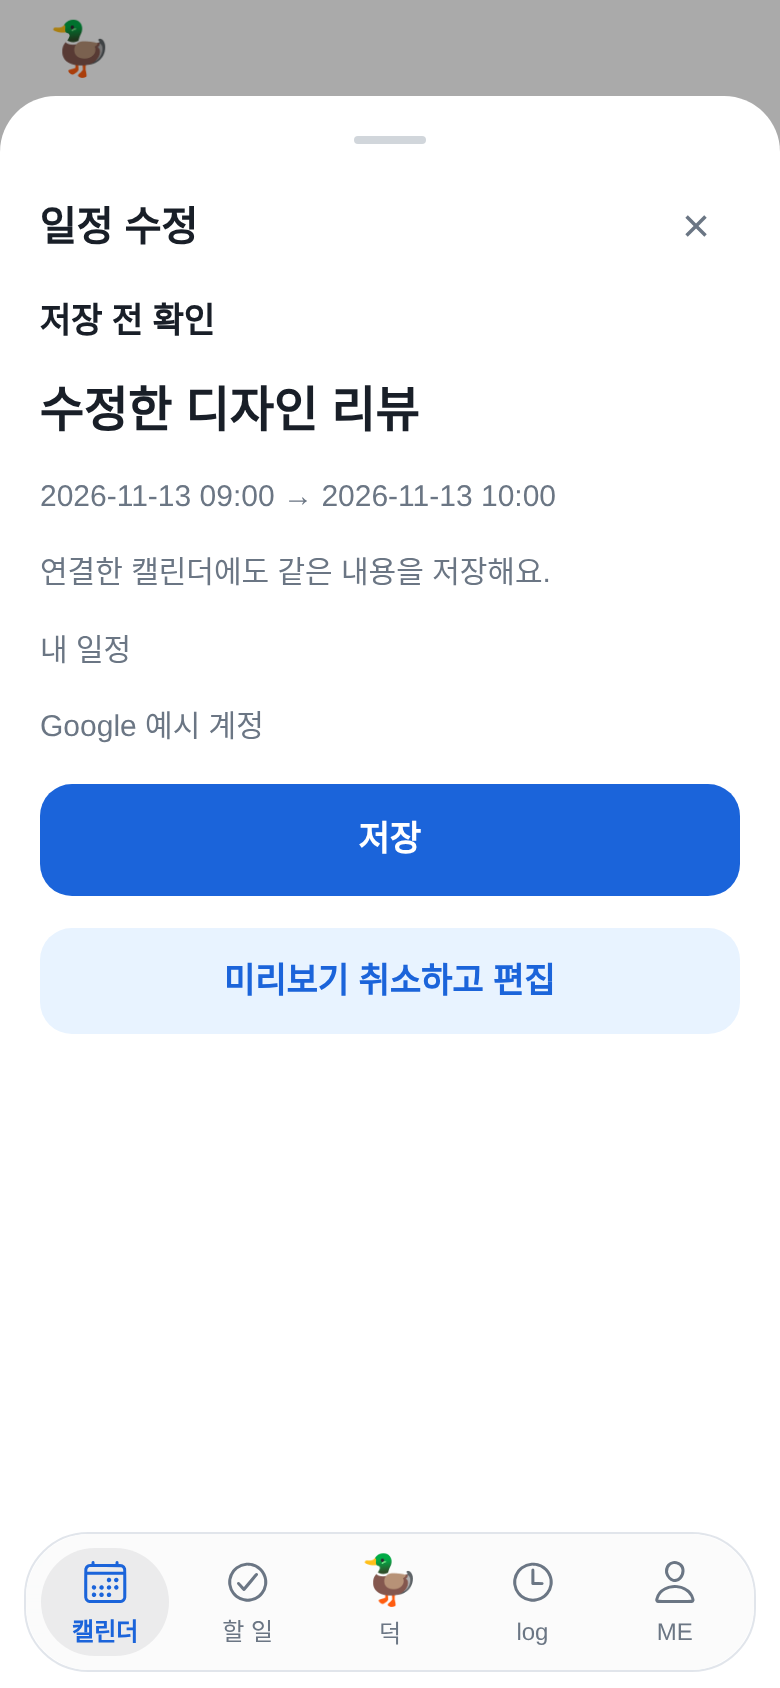 일정 수정
×
저장 전 확인
수정한 디자인 리뷰
2026-11-13 09:00 → 2026-11-13 10:00
연결한 캘린더에도 같은 내용을 저장해요.
내 일정
Google 예시 계정
저장
미리보기 취소하고 편집
캘린더
할 일
덕
log
ME